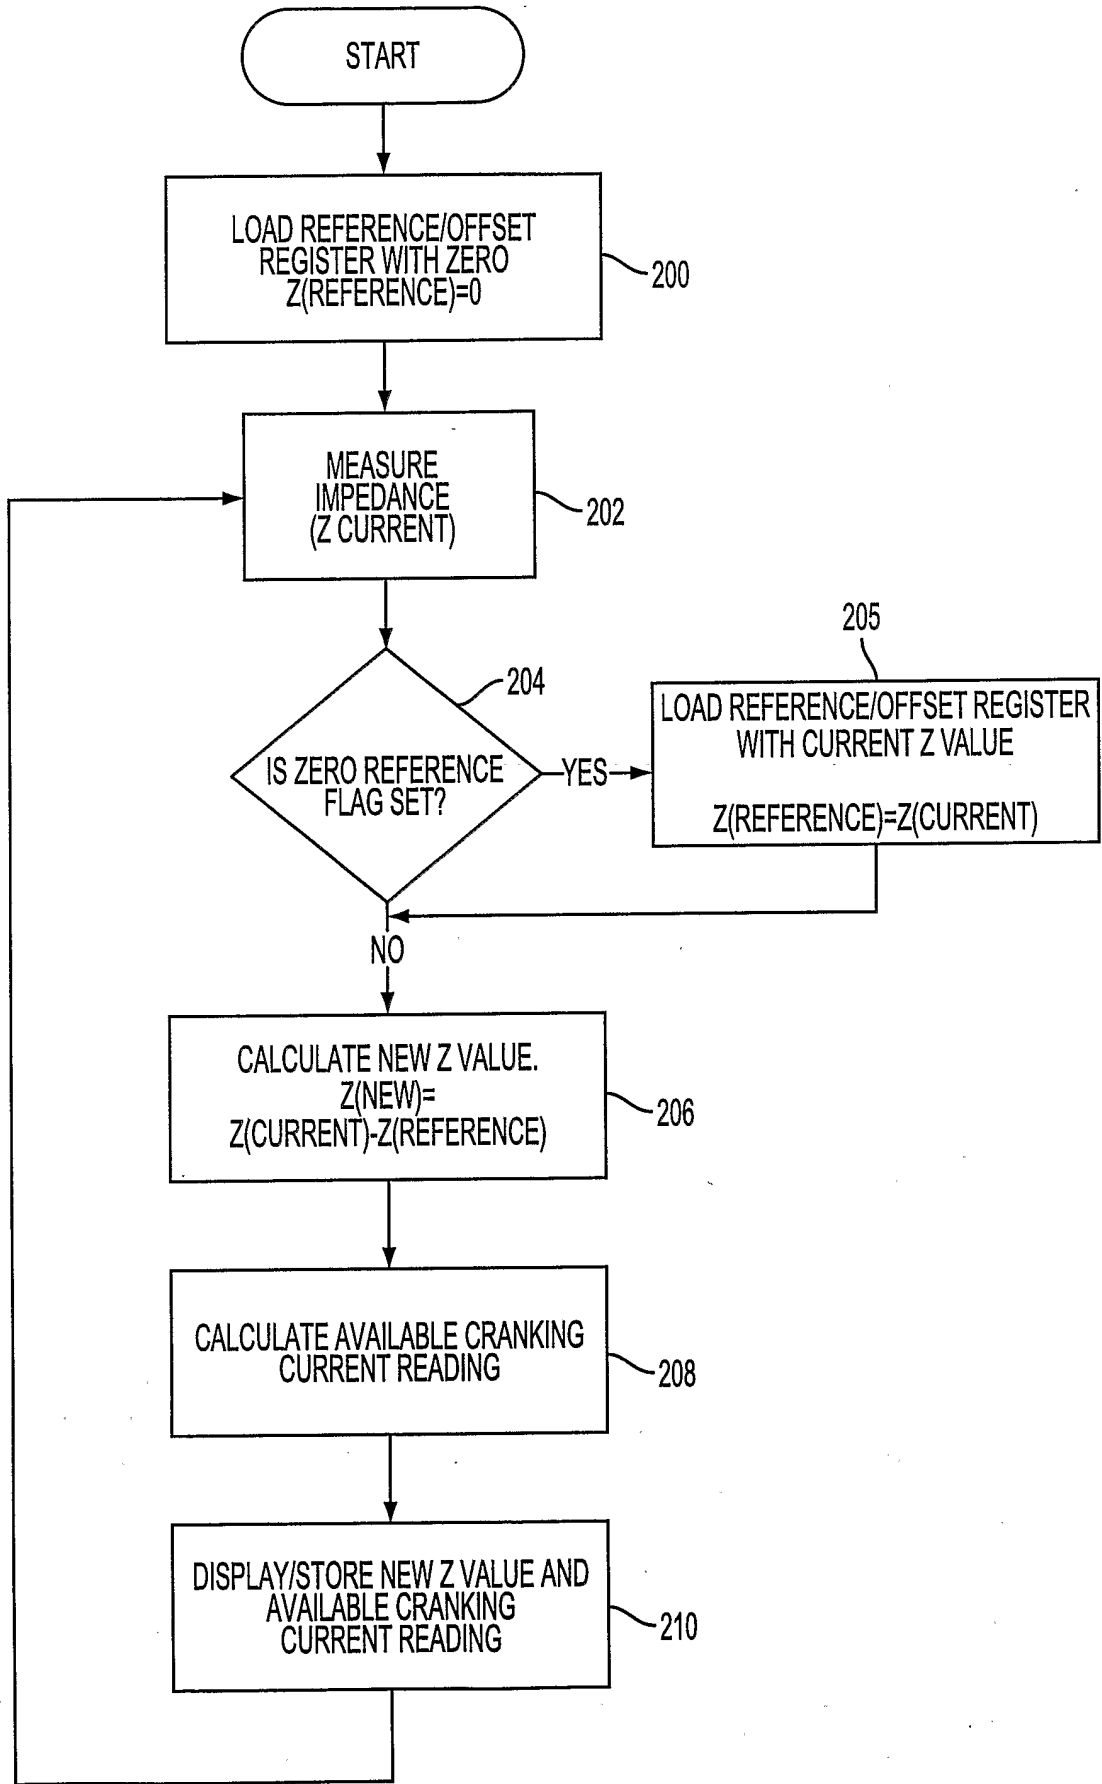 START
LOAD REFERENCE/OFFSET
REGISTER WITH ZERO
Z(REFERENCE)=0
200
MEASURE
IMPEDANCE
(Z CURRENT)
202
204
IS ZERO REFERENCE
FLAG SET?
YES
205
LOAD REFERENCE/OFFSET REGISTER
WITH CURRENT Z VALUE
Z(REFERENCE)=Z(CURRENT)
NO
CALCULATE NEW Z VALUE.
Z(NEW)=
Z(CURRENT)-Z(REFERENCE)
206
CALCULATE AVAILABLE CRANKING
CURRENT READING
208
DISPLAY/STORE NEW Z VALUE AND
AVAILABLE CRANKING
CURRENT READING
210